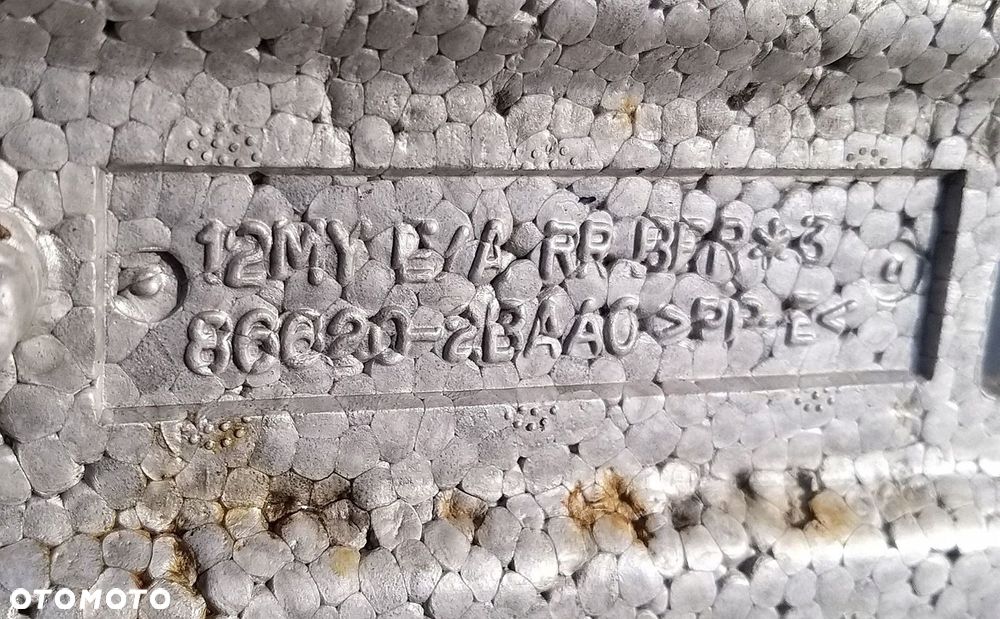 12MY E/A RR BPR*3
86620-2BAA0 >PP-E<
OTOMOTO